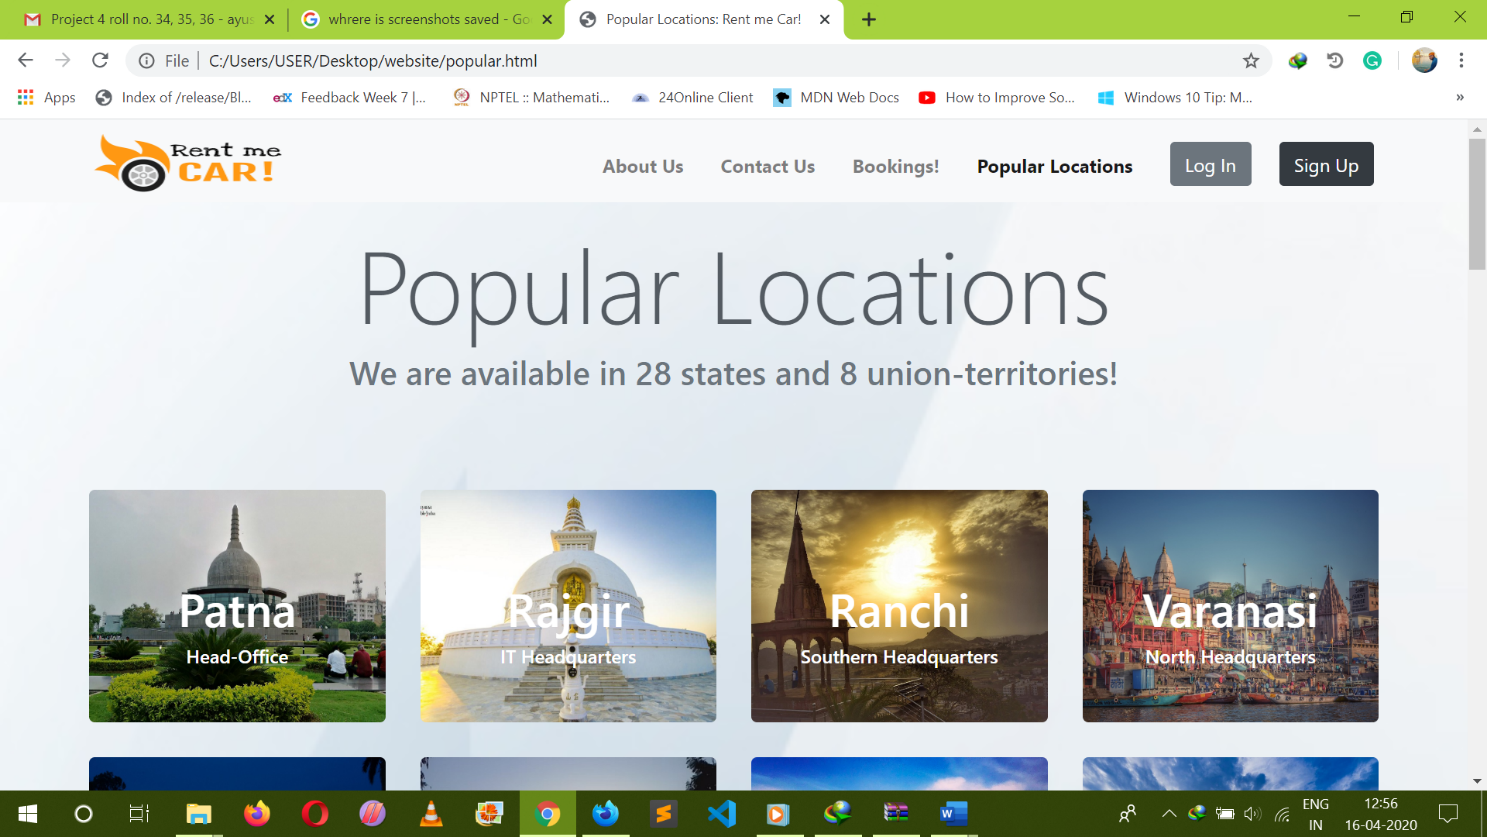 Project 4 roll no. 34, 35, 36 - ayus
whrere is screenshots saved - Go
Popular Locations: Rent me Car!
File
C:/Users/USER/Desktop/website/popular.html
Apps
Index of /release/Bl...
edX
Feedback Week 7 |...
NPTEL :: Mathemati...
24Online Client
MDN Web Docs
How to Improve So...
Windows 10 Tip: M...
»
Rent me
CAR!
About Us
Contact Us
Bookings!
Popular Locations
Log In
Sign Up
Popular Locations
We are available in 28 states and 8 union-territories!
Patna
Head-Office
Rajgir
IT Headquarters
Ranchi
Southern Headquarters
Varanasi
North Headquarters
ENG
IN
12:56
16-04-2020